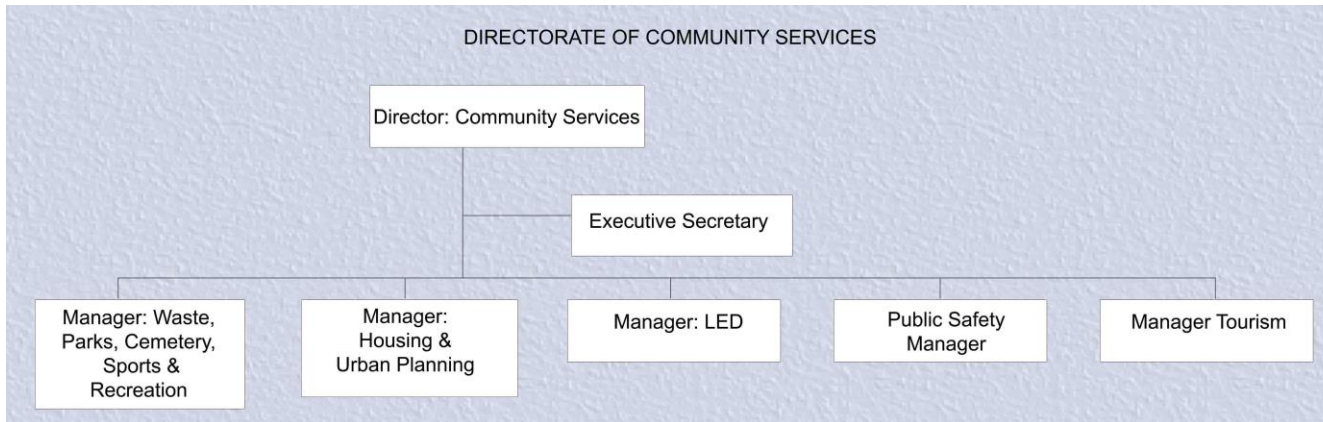 DIRECTORATE OF COMMUNITY SERVICES
Director: Community Services
Executive Secretary
Manager: Waste,
Parks, Cemetery,
Sports &
Recreation
Manager:
Housing &
Urban Planning
Manager: LED
Public Safety
Manager
Manager Tourism